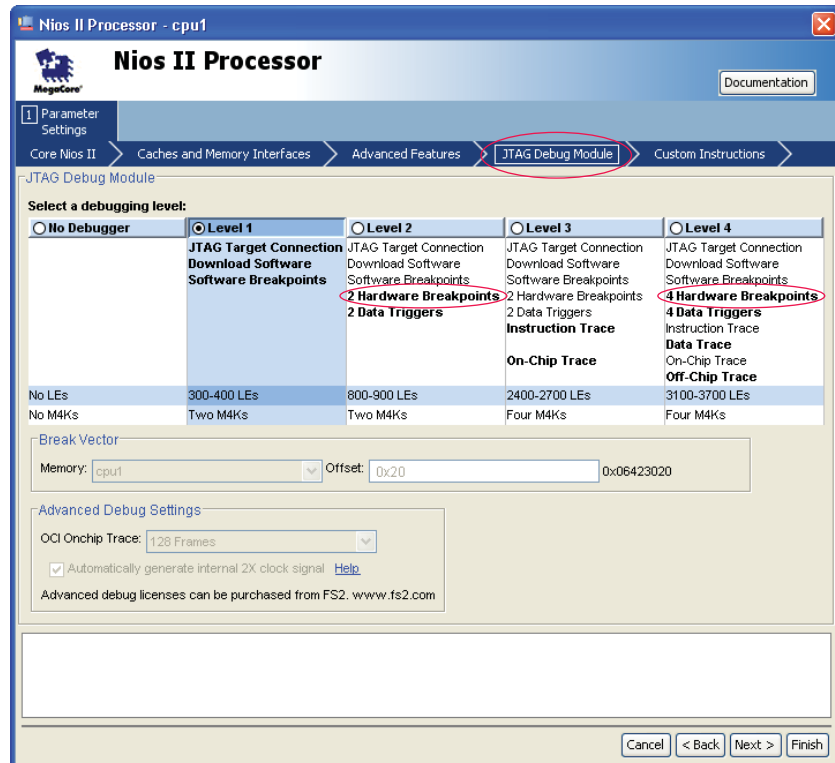 Nios II Processor - cpu1
MegaCore®
Nios II Processor
Documentation
1 Parameter
Settings
Core Nios II
Caches and Memory Interfaces
Advanced Features
JTAG Debug Module
Custom Instructions
JTAG Debug Module
Select a debugging level:
No Debugger
Level 1
Level 2
Level 3
Level 4
JTAG Target Connection
Download Software
Software Breakpoints
JTAG Target Connection
Download Software
Software Breakpoints
2 Hardware Breakpoints
2 Data Triggers
JTAG Target Connection
Download Software
Software Breakpoints
2 Hardware Breakpoints
2 Data Triggers
Instruction Trace
On-Chip Trace
JTAG Target Connection
Download Software
Software Breakpoints
4 Hardware Breakpoints
4 Data Triggers
Instruction Trace
Data Trace
On-Chip Trace
Off-Chip Trace
No LEs
300-400 LEs
800-900 LEs
2400-2700 LEs
3100-3700 LEs
No M4Ks
Two M4Ks
Two M4Ks
Four M4Ks
Four M4Ks
Break Vector
Memory: cpu1
Offset: 0x20
0x06423020
Advanced Debug Settings
OCI Onchip Trace: 128 Frames
Automatically generate internal 2X clock signal Help
Advanced debug licenses can be purchased from FS2. www.fs2.com
Cancel
< Back
Next >
Finish